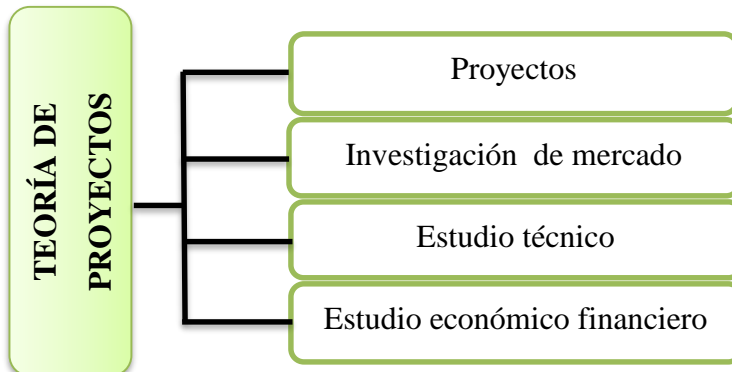 TEORÍA DE
PROYECTOS
Proyectos
Investigación de mercado
Estudio técnico
Estudio económico financiero